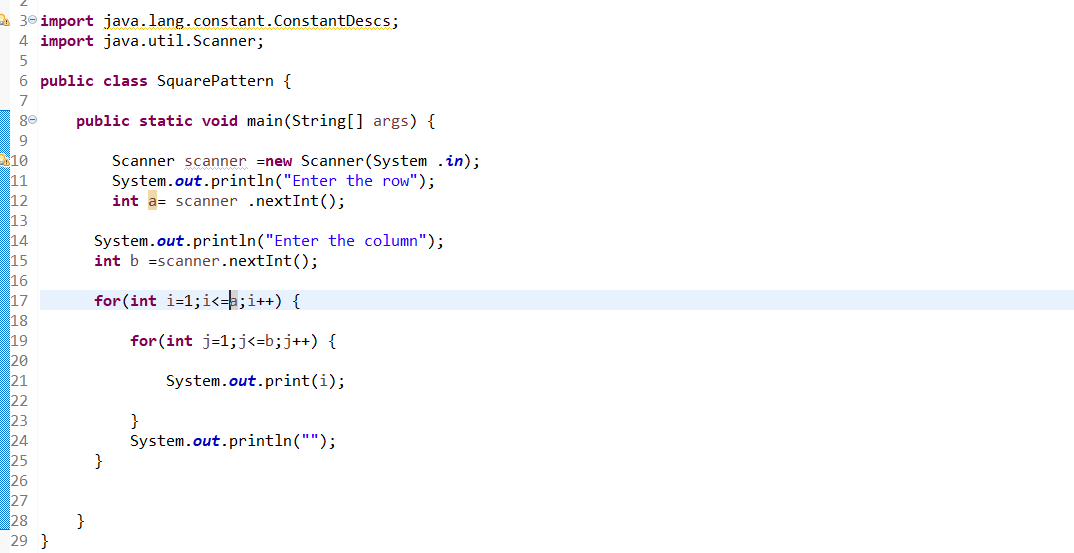 2
3 import java.lang.constant.ConstantDescs;
4 import java.util.Scanner;
5
6 public class SquarePattern {
7
8     public static void main(String[] args) {
9
10         Scanner scanner =new Scanner(System .in);
11         System.out.println("Enter the row");
12         int a= scanner .nextInt();
13
14       System.out.println("Enter the column");
15       int b =scanner.nextInt();
16
17       for(int i=1;i<=a;i++) {
18
19           for(int j=1;j<=b;j++) {
20
21               System.out.print(i);
22
23           }
24           System.out.println("");
25       }
26
27
28     }
29 }